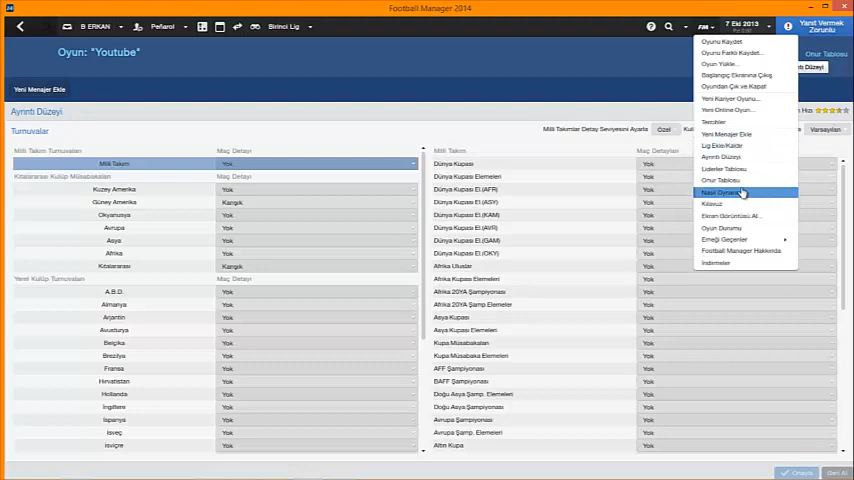 Football Manager 2014
B ERKAN
Peñarol
Birinci Lig
FM
7 Eki 2013
Yanıt Vermek
Zorunlu
Oyun: "Youtube"
Onur Tablosu
Yeni Menajer Ekle
Ayrıntı Düzeyi
Turnuvalar
Milli Takımlar Detay Seviyesini Ayarla
Özel
Varsayılan
Milli Takım Turnuvaları
Maç Detayı
Milli Takım
Yok
Kıtalararası Kulüp Müsabakaları
Maç Detayı
Kuzey Amerika
Yok
Güney Amerika
Karışık
Okyanusya
Yok
Avrupa
Yok
Asya
Yok
Afrika
Yok
Kıtalararası
Karışık
Yerel Kulüp Turnuvaları
Maç Detayı
A.B.D.
Yok
Almanya
Yok
Arjantin
Yok
Avusturya
Yok
Belçika
Yok
Brezilya
Yok
Fransa
Yok
Hırvatistan
Yok
Hollanda
Yok
İngiltere
Yok
İspanya
Yok
İsveç
Yok
İsviçre
Yok
Milli Takım
Maç Detayları
Dünya Kupası
Yok
Dünya Kupası Elemeleri
Yok
Dünya Kupası El.(AFR)
Yok
Dünya Kupası El.(ASY)
Yok
Dünya Kupası El.(KAM)
Yok
Dünya Kupası El.(AVR)
Yok
Dünya Kupası El.(GAM)
Yok
Dünya Kupası El.(OKY)
Yok
Afrika Uluslar
Yok
Afrika Kupası Elemeleri
Yok
Afrika 20YA Şampiyonası
Yok
Afrika 20YA Şamp.Elemeler
Yok
Asya Kupası
Yok
Asya Kupası Elemeleri
Yok
Kupa Müsabakaları
Yok
Kupa Müsabaka Elemeleri
Yok
AFF Şampiyonası
Yok
BAFF Şampiyonası
Yok
Doğu Asya Şamp. Elemeleri
Yok
Doğu Asya Şampiyonası
Yok
Avrupa Şampiyonası
Yok
Avrupa Şamp. Elemeleri
Yok
Altın Kupa
Yok
Oyunu Kaydet
Oyunu Farklı Kaydet...
Oyun Yükle...
Başlangıç Ekranına Çıkış
Oyundan Çık ve Kapat
Yeni Kariyer Oyunu...
Yeni Online Oyun...
Tercihler
Yeni Menajer Ekle
Lig Ekle/Kaldır
Ayrıntı Düzeyi
Liderler Tablosu
Onur Tablosu
Nasıl
Kılavuz
Ekran Görüntüsü Al...
Oyun Durumu
Emeği Geçenler
Football Manager Hakkında
İndirmeler
Onayla
Geri Al